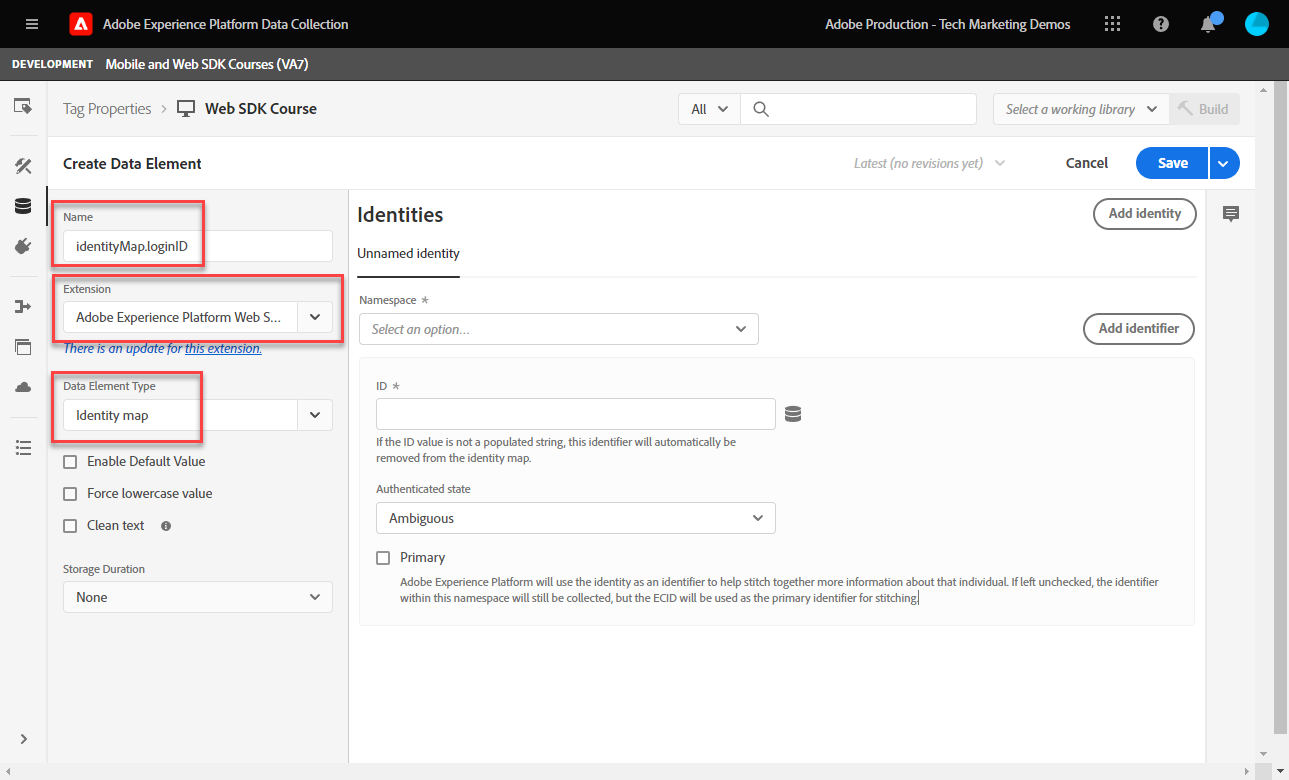 Adobe Experience Platform Data Collection
Adobe Production - Tech Marketing Demos
DEVELOPMENT Mobile and Web SDK Courses (VA7)
Tag Properties > Web SDK Course
All
Select a working library
Build
Create Data Element
Latest (no revisions yet)
Cancel
Save
Name
identityMap.loginID
Extension
Adobe Experience Platform Web S...
There is an update for this extension.
Data Element Type
Identity map
Enable Default Value
Force lowercase value
Clean text
Storage Duration
None
Identities
Add identity
Unnamed identity
Namespace *
Select an option...
Add identifier
ID *
If the ID value is not a populated string, this identifier will automatically be
removed from the identity map.
Authenticated state
Ambiguous
Primary
Adobe Experience Platform will use the identity as an identifier to help stitch together more information about that individual. If left unchecked, the identifier
within this namespace will still be collected, but the ECID will be used as the primary identifier for stitching.